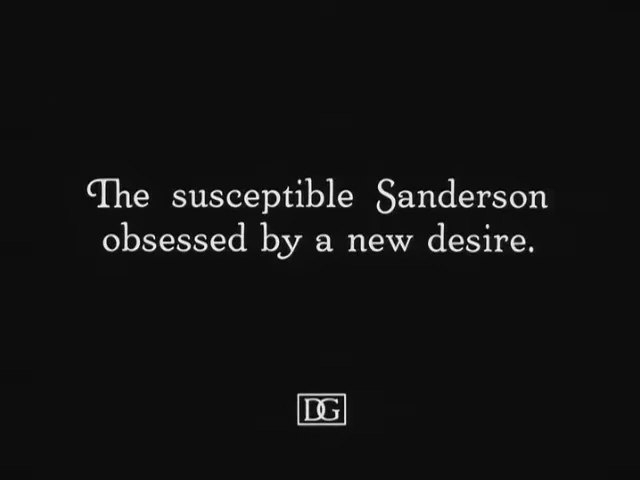 The susceptible Sanderson
obsessed by a new desire.
DG